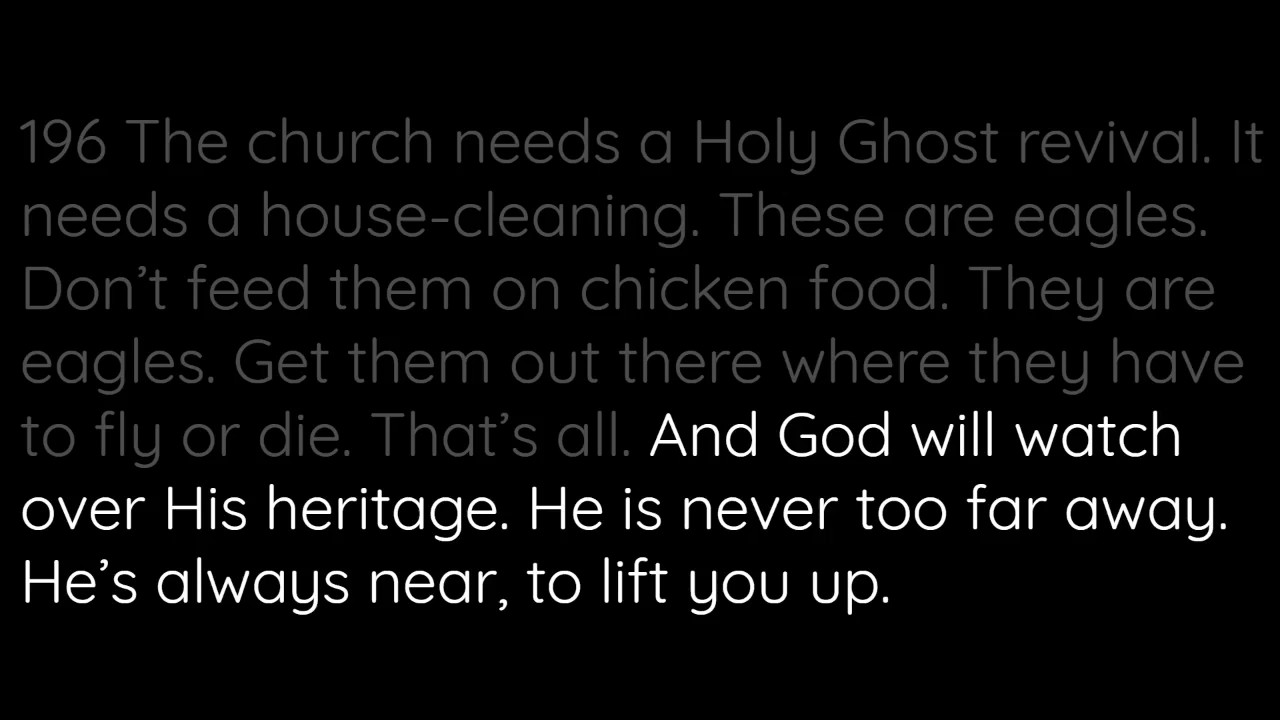 196 The church needs a Holy Ghost revival. It
needs a house-cleaning. These are eagles.
Don’t feed them on chicken food. They are
eagles. Get them out there where they have
to fly or die. That’s all. And God will watch
over His heritage. He is never too far away.
He’s always near, to lift you up.